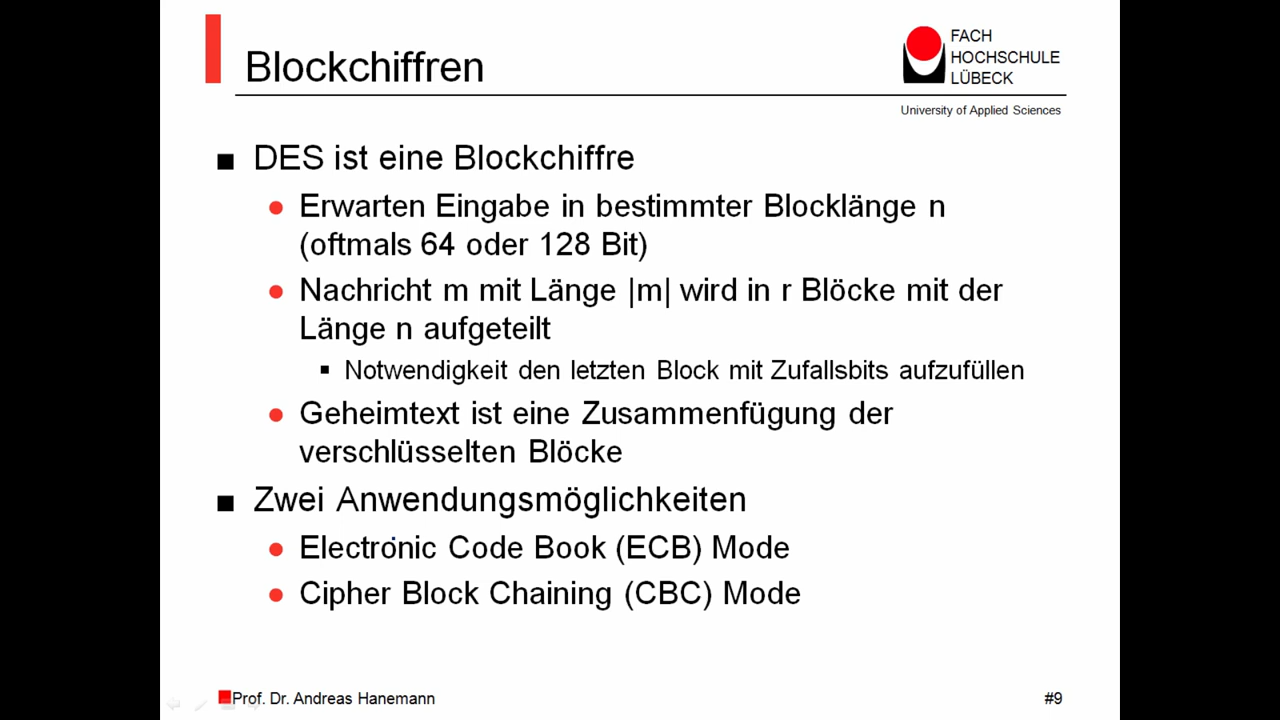 Blockchiffren
FACH
HOCHSCHULE
LÜBECK
University of Applied Sciences
DES ist eine Blockchiffre
Erwarten Eingabe in bestimmter Blocklänge n
(oftmals 64 oder 128 Bit)
Nachricht m mit Länge |m| wird in r Blöcke mit der
Länge n aufgeteilt
Notwendigkeit den letzten Block mit Zufallsbits aufzufüllen
Geheimtext ist eine Zusammenfügung der
verschlüsselten Blöcke
Zwei Anwendungsmöglichkeiten
Electronic Code Book (ECB) Mode
Cipher Block Chaining (CBC) Mode
Prof. Dr. Andreas Hanemann
#9